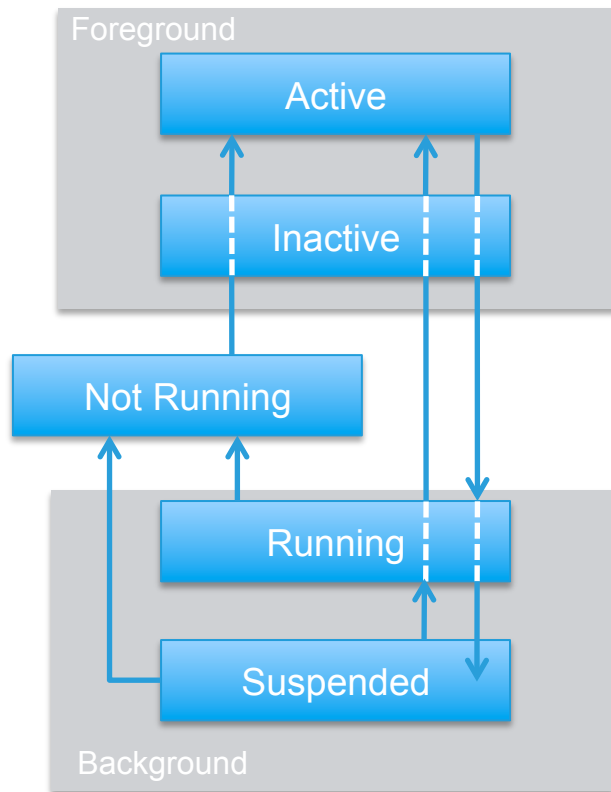 Foreground
Active
Inactive
Not Running
Running
Suspended
Background